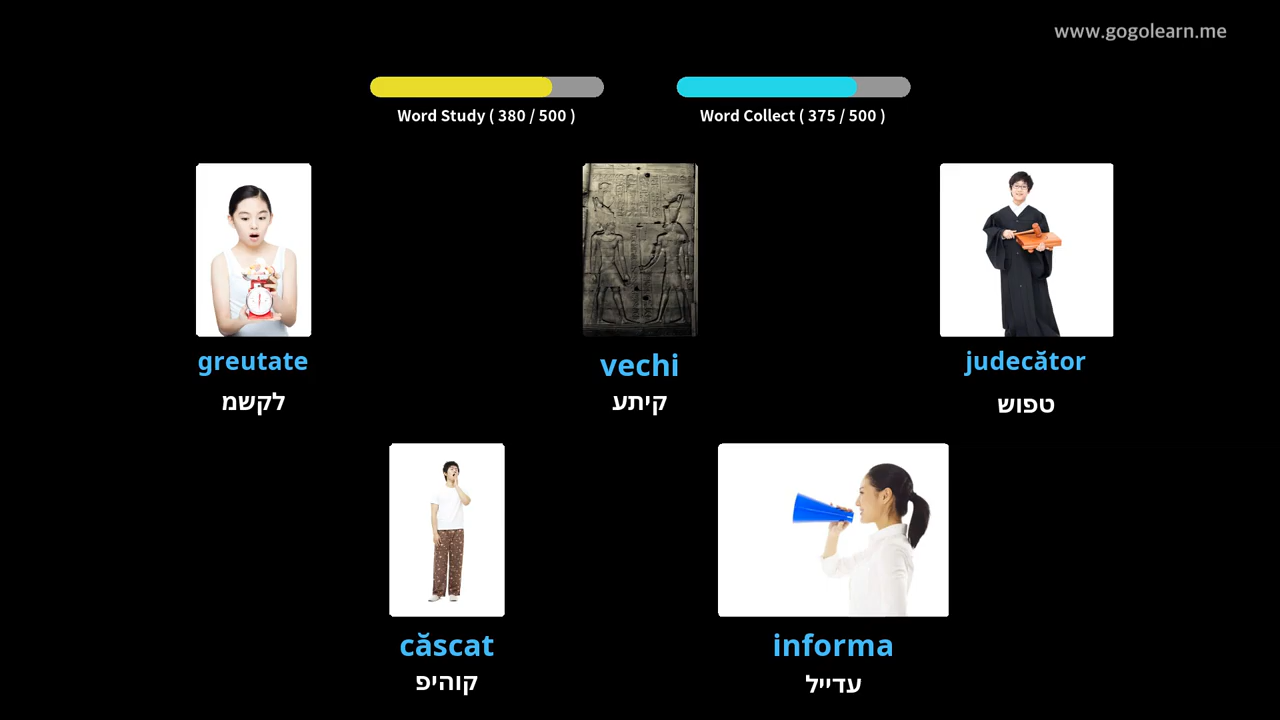 www.gogolearn.me
Word Study ( 380 / 500 )
Word Collect ( 375 / 500 )
greutate
לקשמ
vechi
קיתע
judecător
טפוש
căscat
קוהיפ
informa
עדייל